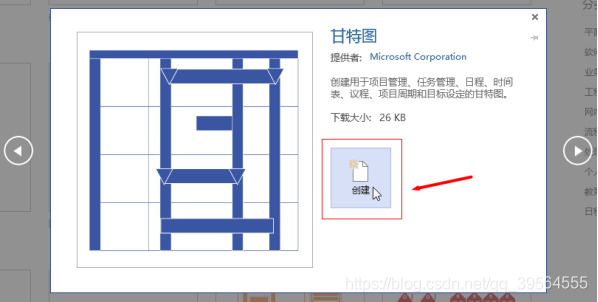 甘特图
提供者: Microsoft Corporation
创建用于项目管理、任务管理、日程、时间
表、议程、项目周期和目标设定的甘特图。
下载大小: 26 KB
创建
https://blog.csdn.net/qq_39564555